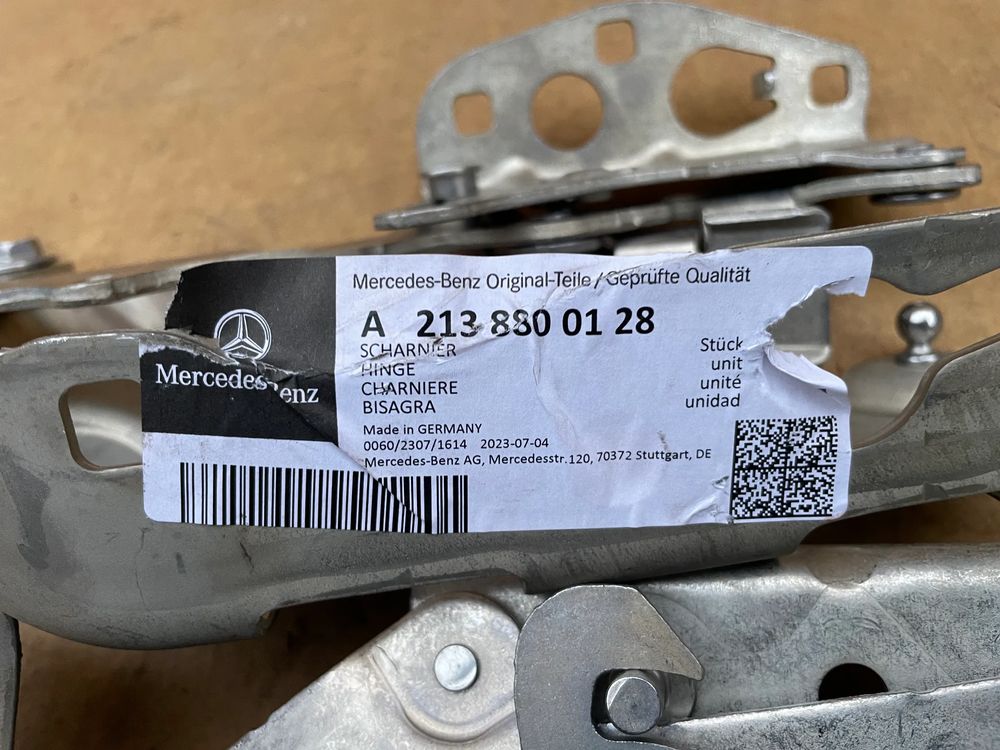 Mercedes-Benz Original-Teile/Geprüfte Qualität
A 213 880 01 28
SCHARNIER
HINGE
CHARNIERE
BISAGRA
Stück
unit
unité
unidad
Mercedes-Benz
Made in GERMANY
0060/2307/1614 2023-07-04
Mercedes-Benz AG, Mercedesstr.120, 70372 Stuttgart, DE